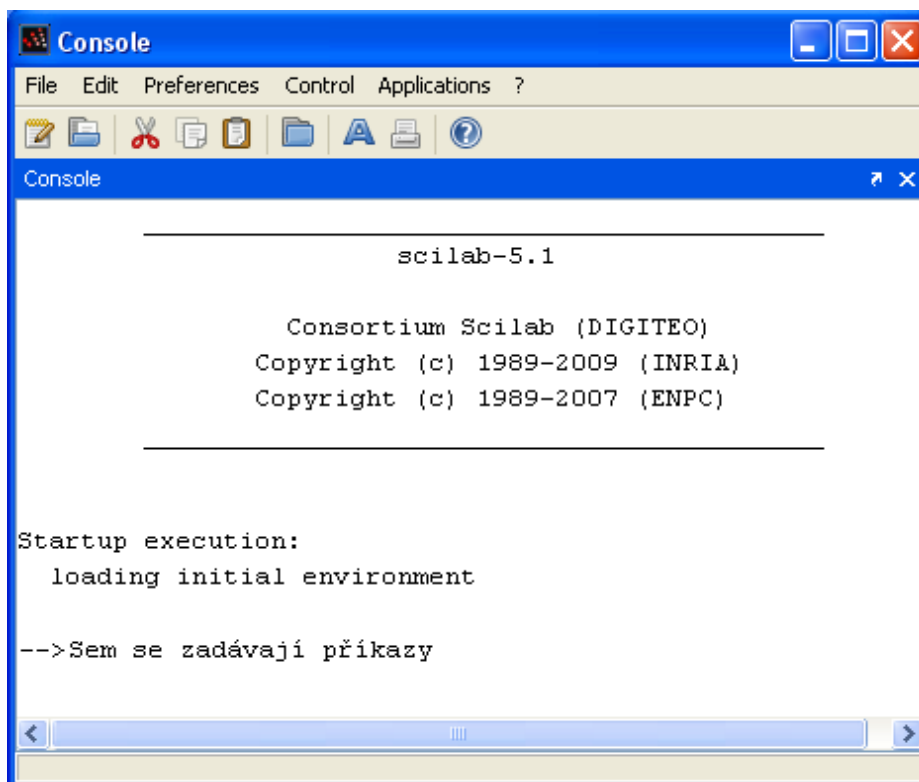 Console
File Edit Preferences Control Applications ?
Console
scilab-5.1
Consortium Scilab (DIGITEO)
Copyright (c) 1989-2009 (INRIA)
Copyright (c) 1989-2007 (ENPC)
Startup execution:
loading initial environment
-->Sem se zadávají příkazy